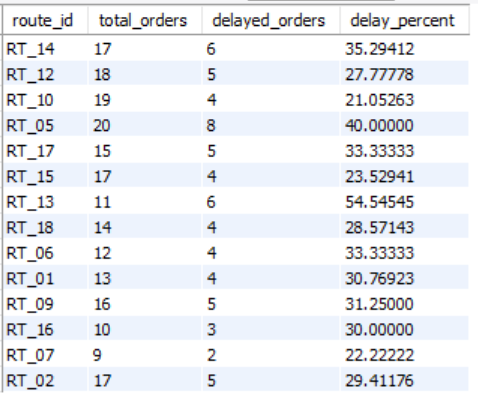 route_id total_orders delayed_orders delay_percent
RT_14 17 6 35.29412
RT_12 18 5 27.77778
RT_10 19 4 21.05263
RT_05 20 8 40.00000
RT_17 15 5 33.33333
RT_15 17 4 23.52941
RT_13 11 6 54.54545
RT_18 14 4 28.57143
RT_06 12 4 33.33333
RT_01 13 4 30.76923
RT_09 16 5 31.25000
RT_16 10 3 30.00000
RT_07 9 2 22.22222
RT_02 17 5 29.41176